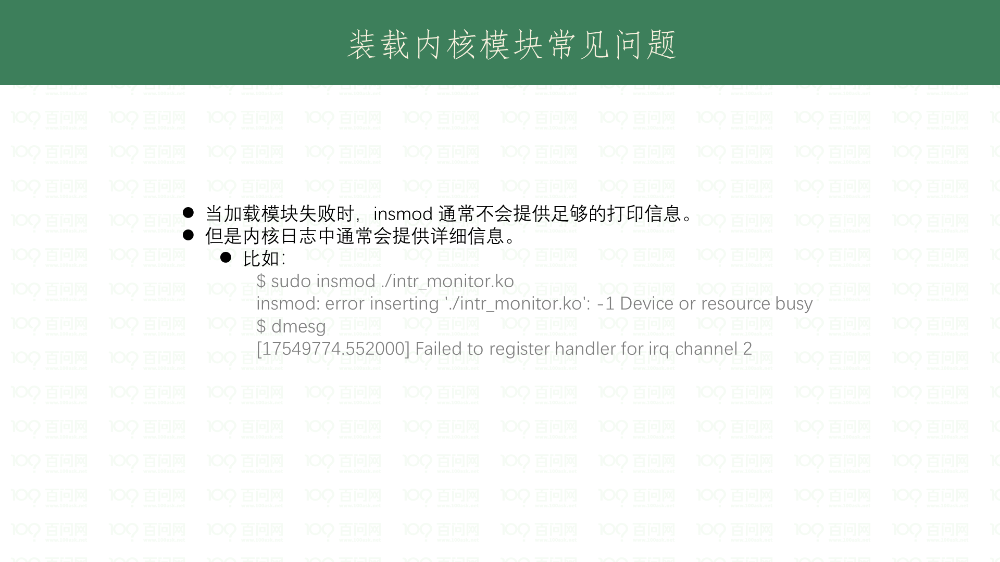 装载内核模块常见问题
● 当加载模块失败时，insmod 通常不会提供足够的打印信息。
● 但是内核日志中通常会提供详细信息。
● 比如：
$ sudo insmod ./intr_monitor.ko
insmod: error inserting './intr_monitor.ko': -1 Device or resource busy
$ dmesg
[17549774.552000] Failed to register handler for irq channel 2